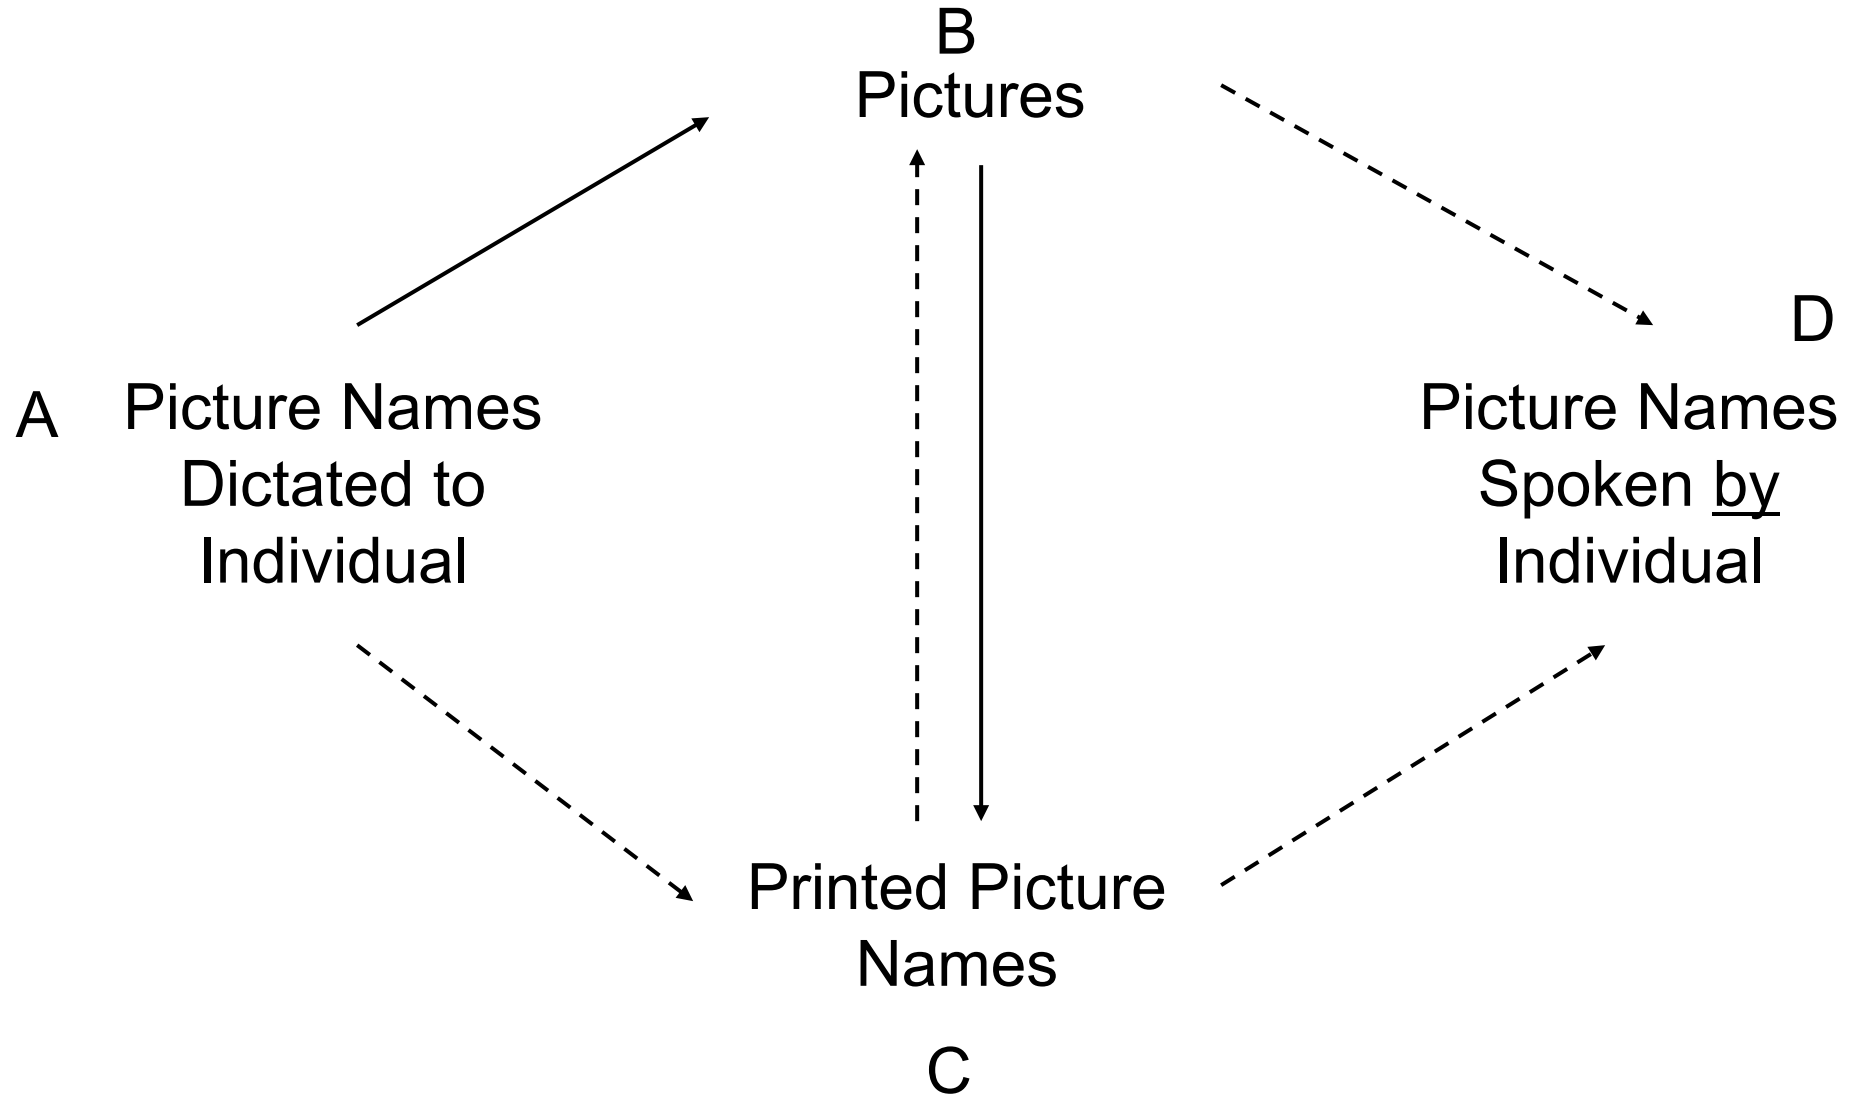 B
Pictures
D
A
Picture Names
Dictated to
Individual
Picture Names
Spoken by
Individual
Printed Picture
Names
C